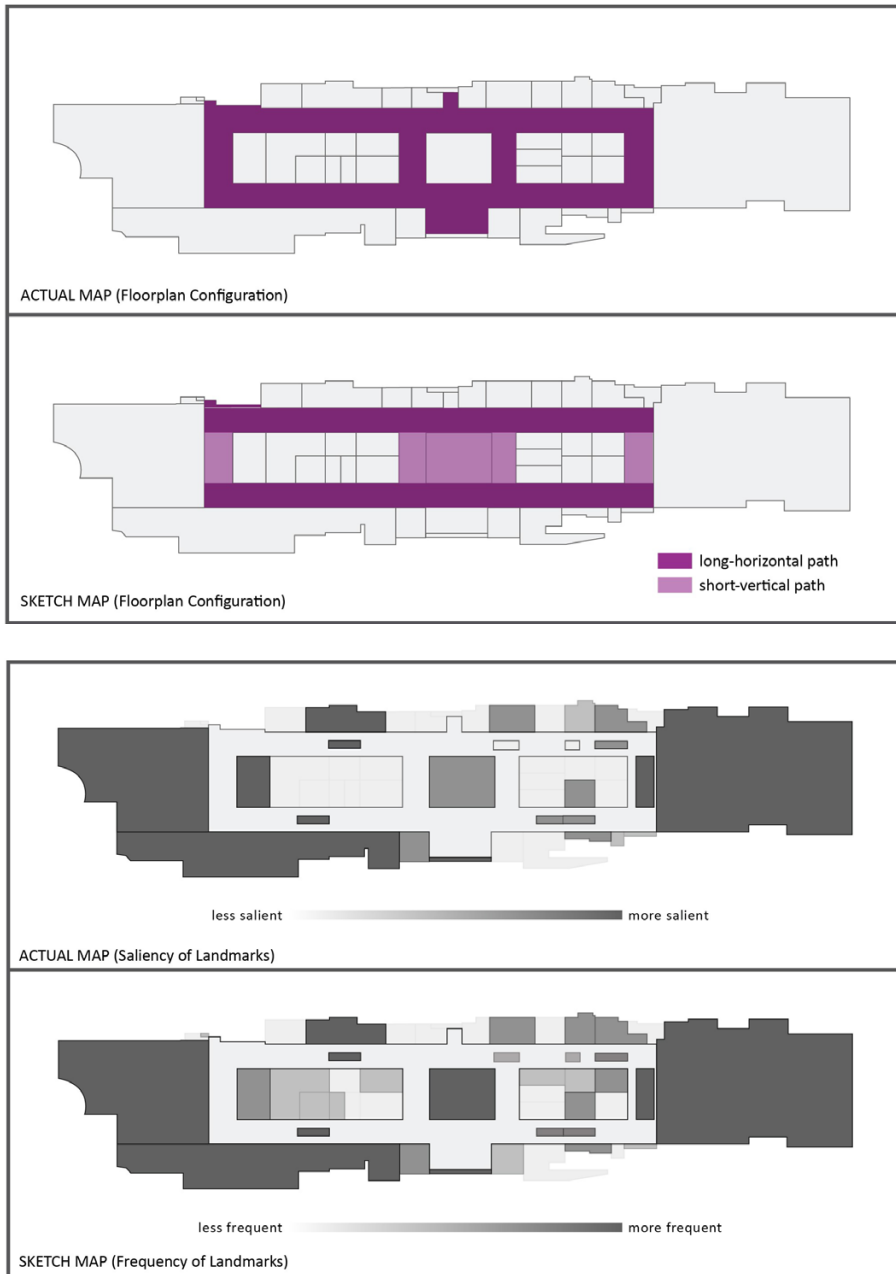 ACTUAL MAP (Floorplan Configuration)
long-horizontal path
short-vertical path
SKETCH MAP (Floorplan Configuration)
less salient
more salient
ACTUAL MAP (Saliency of Landmarks)
less frequent
more frequent
SKETCH MAP (Frequency of Landmarks)